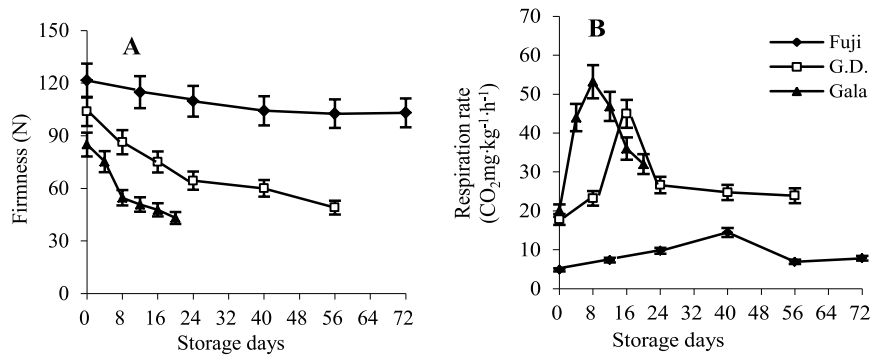 A
Firmness (N)
150
120
90
60
30
0
0 8 16 24 32 40 48 56 64 72
Storage days
B
Respiration rate
(CO₂mg·kg⁻¹·h⁻¹)
70
60
50
40
30
20
10
0
0 8 16 24 32 40 48 56 64 72
Storage days
Fuji
G.D.
Gala